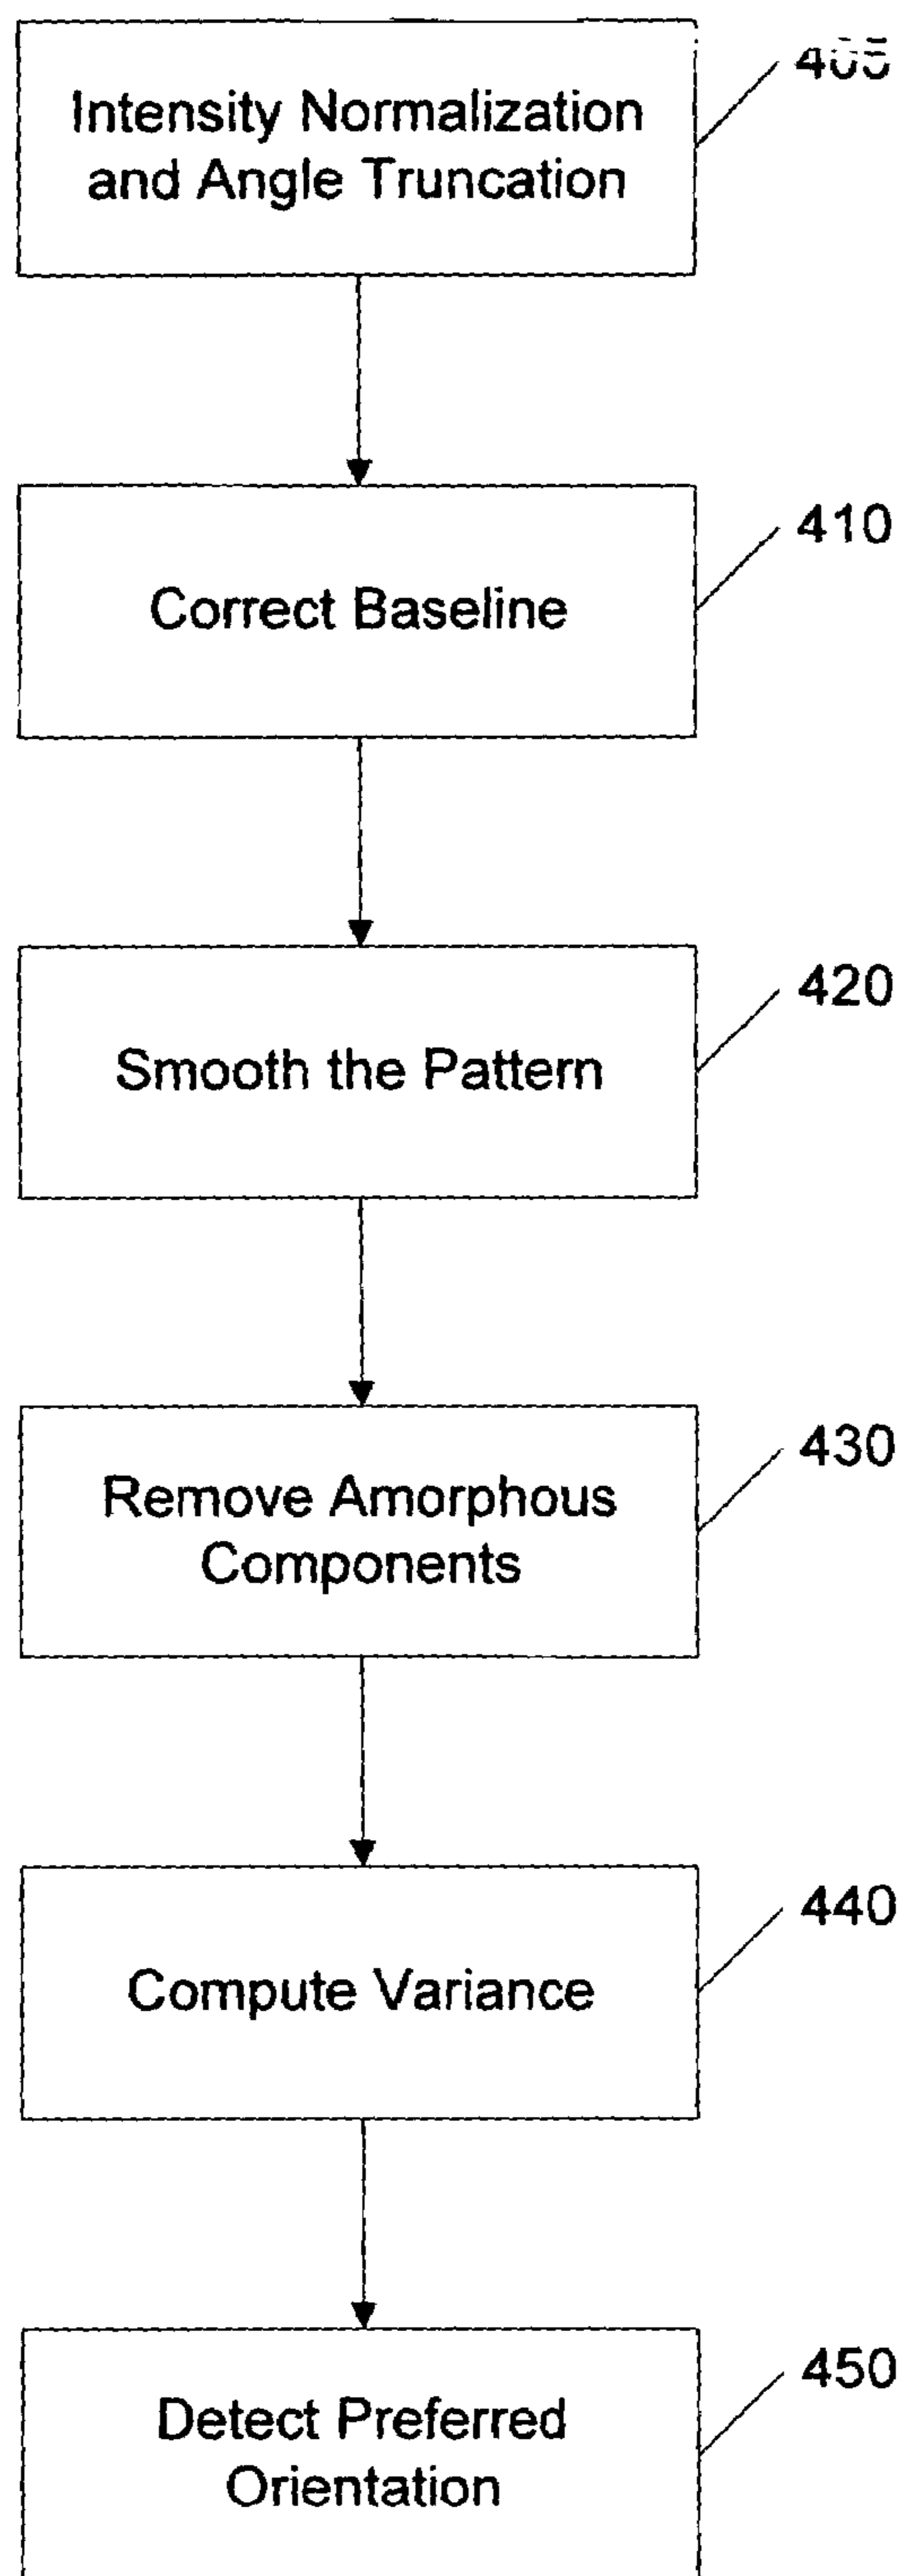 Intensity Normalization
and Angle Truncation
405
Correct Baseline
410
Smooth the Pattern
420
Remove Amorphous
Components
430
Compute Variance
440
Detect Preferred
Orientation
450